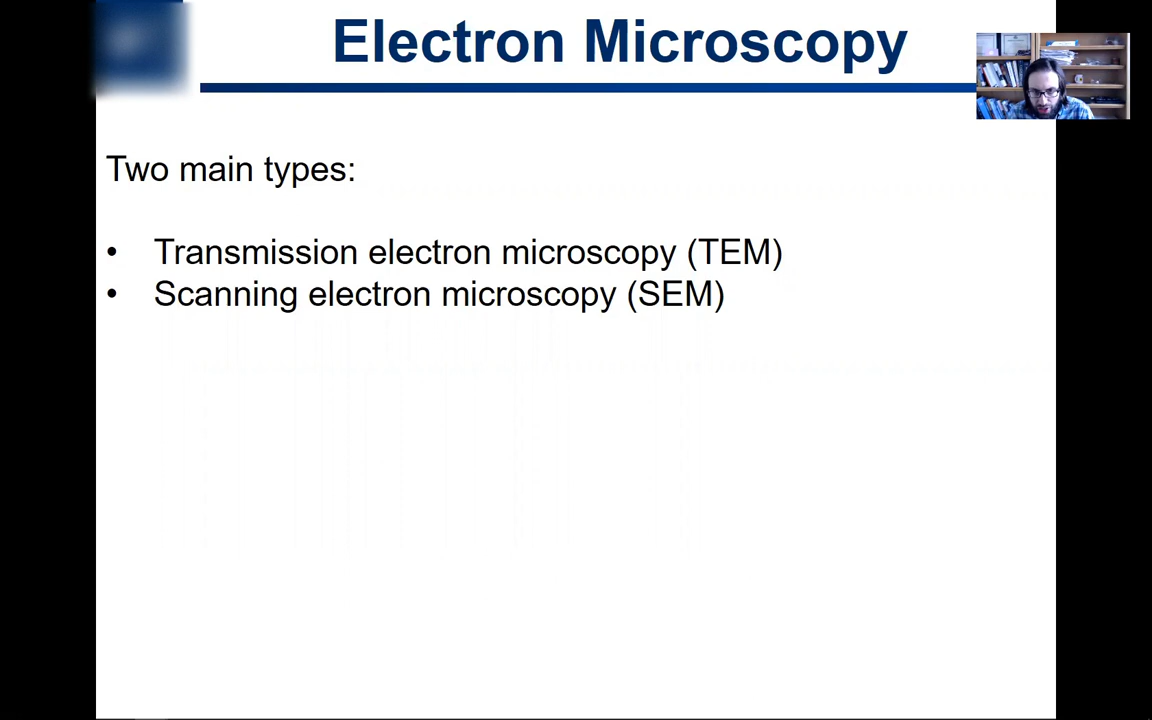 Electron Microscopy
Two main types:
• Transmission electron microscopy (TEM)
• Scanning electron microscopy (SEM)